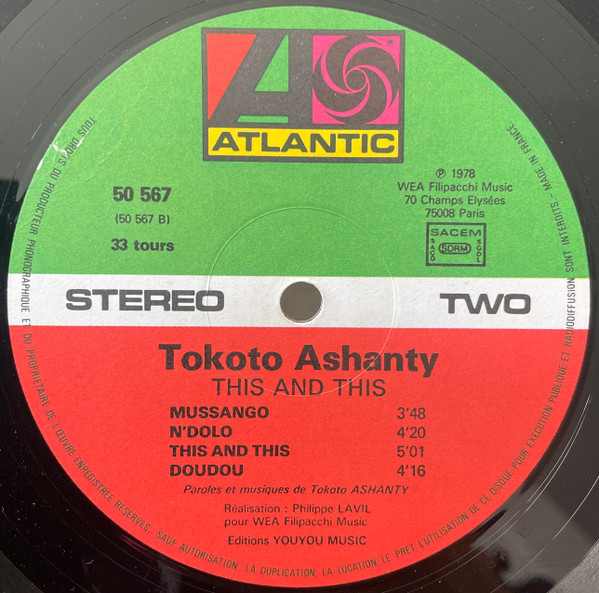 ATLANTIC
®
50 567
(50 567 B)
33 tours
℗ 1978
WEA Filipacchi Music
70 Champs Elysées
75008 Paris
SACEM
SACD
SDRM
SGDL
STEREO
TWO
Tokoto Ashanty
THIS AND THIS
MUSSANGO 3'48
N'DOLO 4'20
THIS AND THIS 5'01
DOUDOU 4'16
Paroles et musiques de Tokoto ASHANTY
Réalisation : Philippe LAVIL
pour WEA Filipacchi Music
Editions YOUYOU MUSIC
TOUS DROITS DU PRODUCTEUR PHONOGRAPHIQUE ET DU PROPRIETAIRE DE L'ŒUVRE ENREGISTREE RESERVES. SAUF AUTORISATION, LA DUPLICATION, LA LOCATION, LE PRET, L'UTILISATION DE CE DISQUE POUR EXECUTION PUBLIQUE ET RADIODIFFUSION SONT INTERDITS - MADE IN FRANCE.